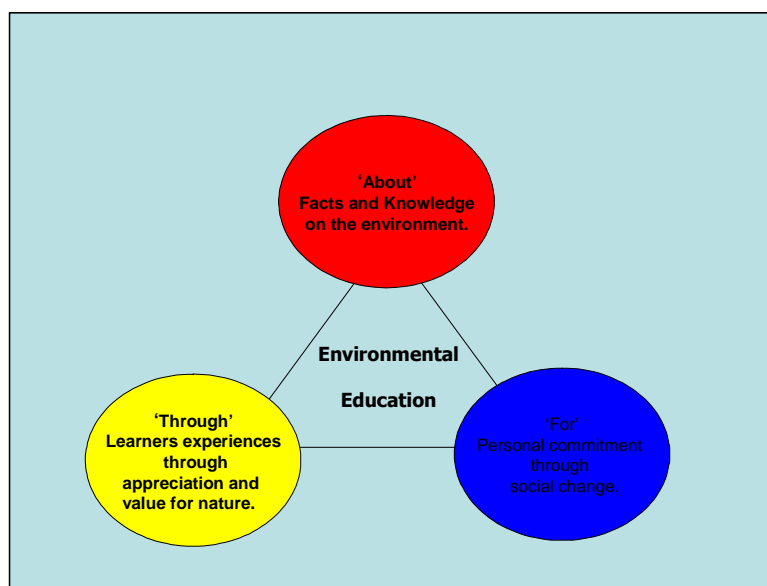 ‘About’
Facts and Knowledge
on the environment.
Environmental
Education
‘Through’
Learners experiences
through
appreciation and
value for nature.
‘For’
Personal commitment
through
social change.